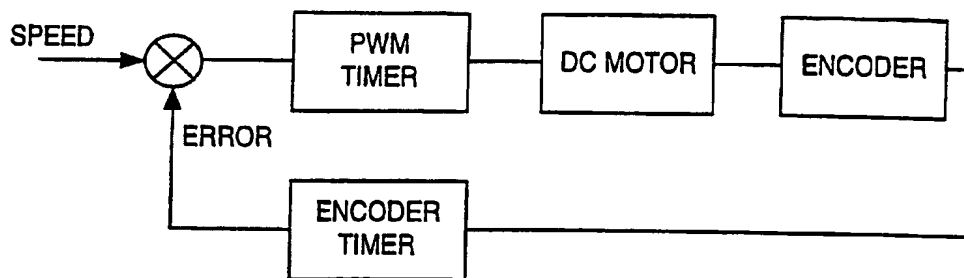 SPEED
PWM
TIMER
DC MOTOR
ENCODER
ERROR
ENCODER
TIMER